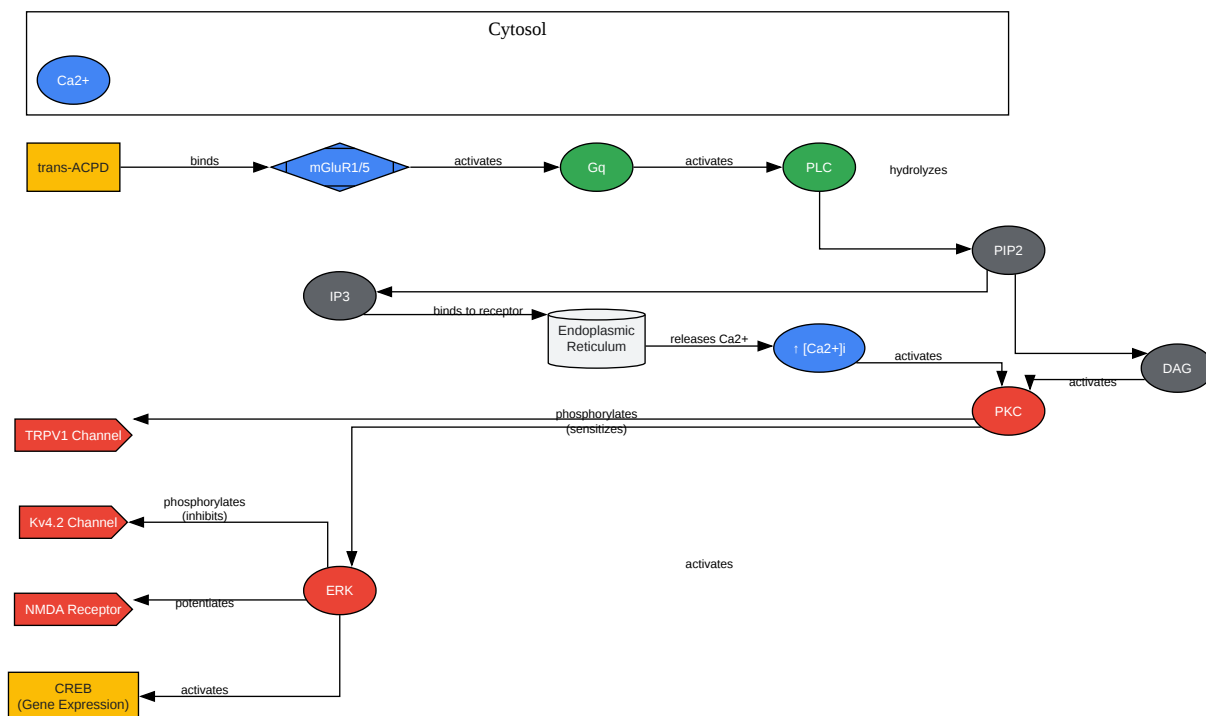 Cytosol
Ca2+
trans-ACPD
binds
mGluR1/5
activates
Gq
activates
PLC
hydrolyzes
PIP2
IP3
binds to receptor
Endoplasmic
Reticulum
releases Ca2+
↑ [Ca2+]i
activates
DAG
activates
PKC
phosphorylates
(sensitizes)
TRPV1 Channel
phosphorylates
(inhibits)
Kv4.2 Channel
activates
ERK
potentiates
NMDA Receptor
activates
CREB
(Gene Expression)